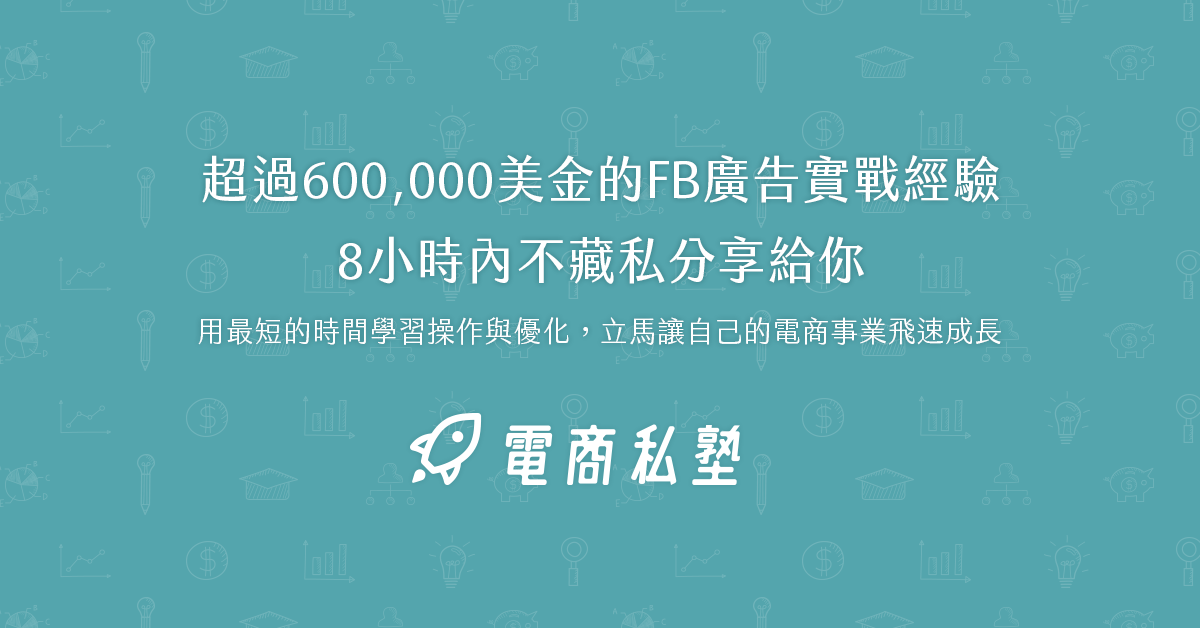 超過600,000美金的FB廣告實戰經驗
8小時內不藏私分享給你
用最短的時間學習操作與優化，立馬讓自己的電商事業飛速成長
電商私塾